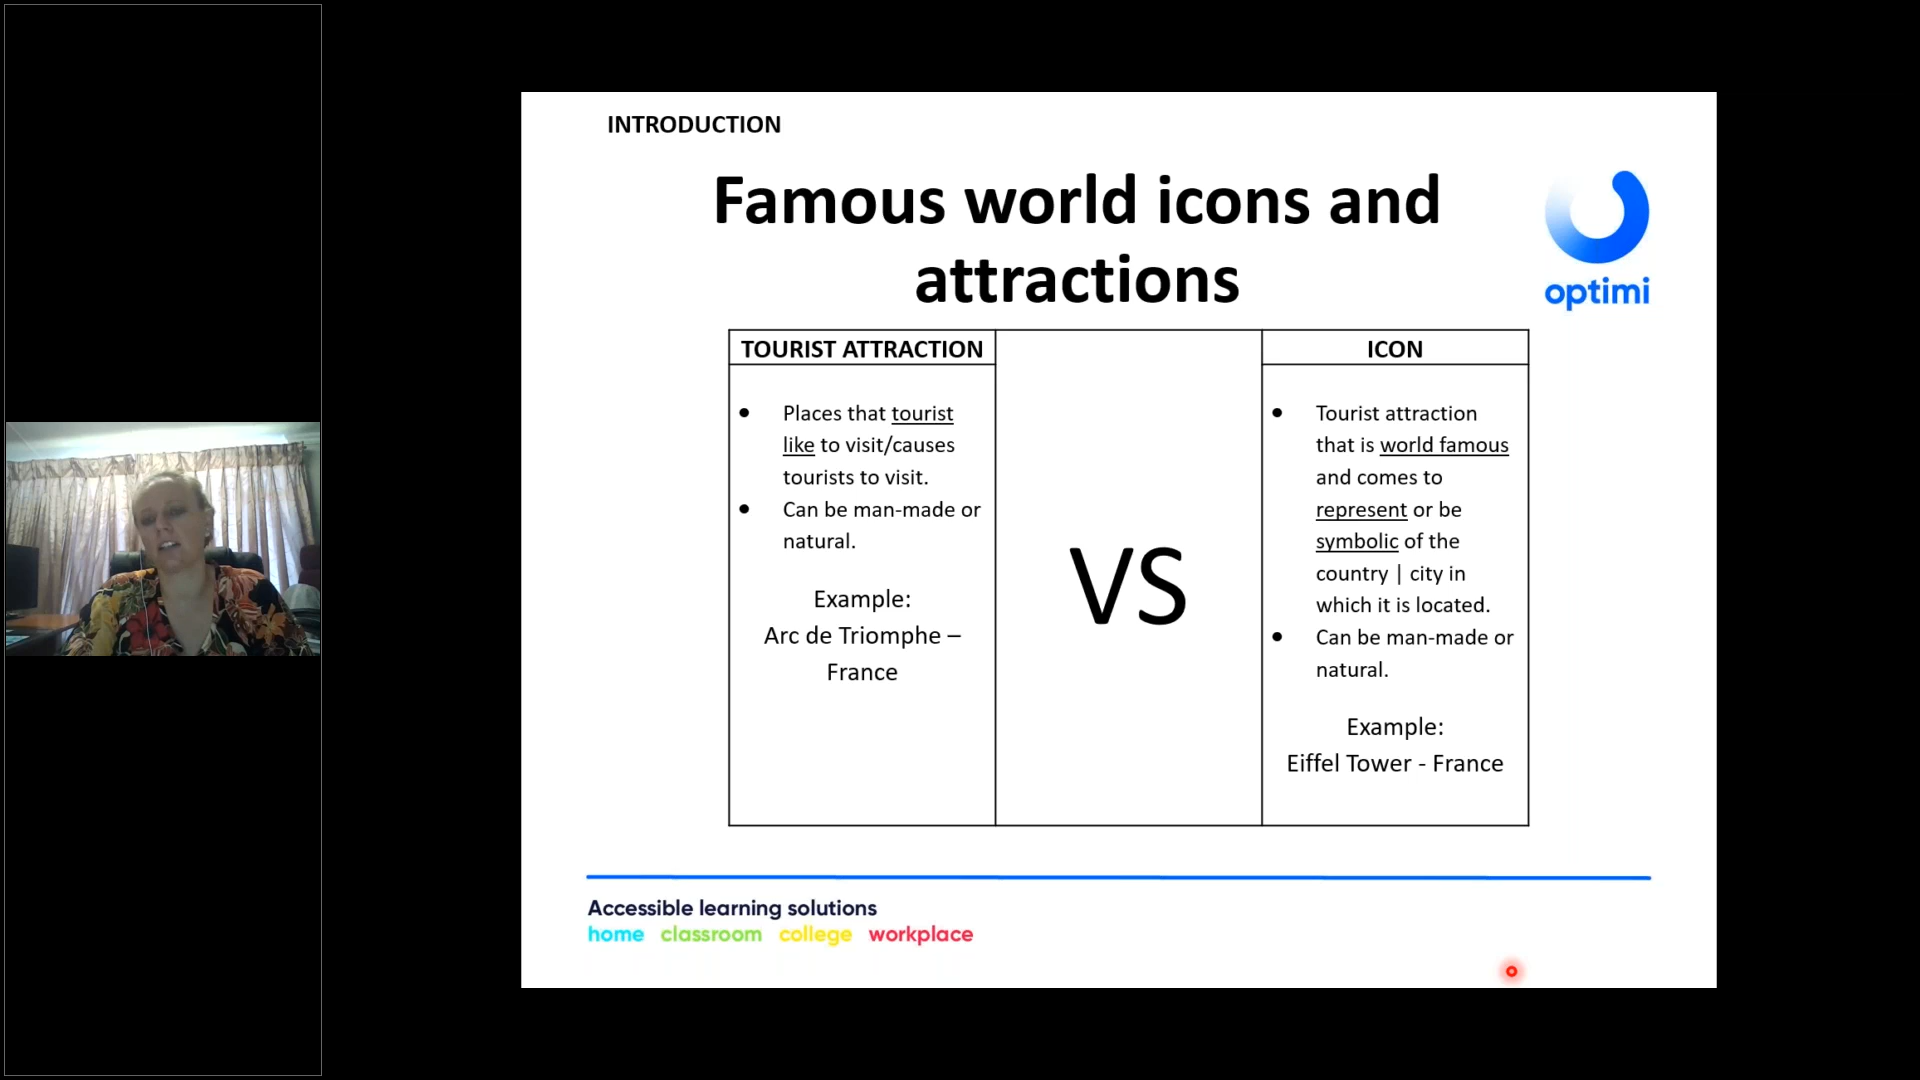 INTRODUCTION
Famous world icons and
attractions
optimi
TOURIST ATTRACTION
• Places that tourist
like to visit/causes
tourists to visit.
• Can be man-made or
natural.
Example:
Arc de Triomphe –
France
VS
ICON
• Tourist attraction
that is world famous
and comes to
represent or be
symbolic of the
country | city in
which it is located.
• Can be man-made or
natural.
Example:
Eiffel Tower - France
Accessible learning solutions
home classroom college workplace